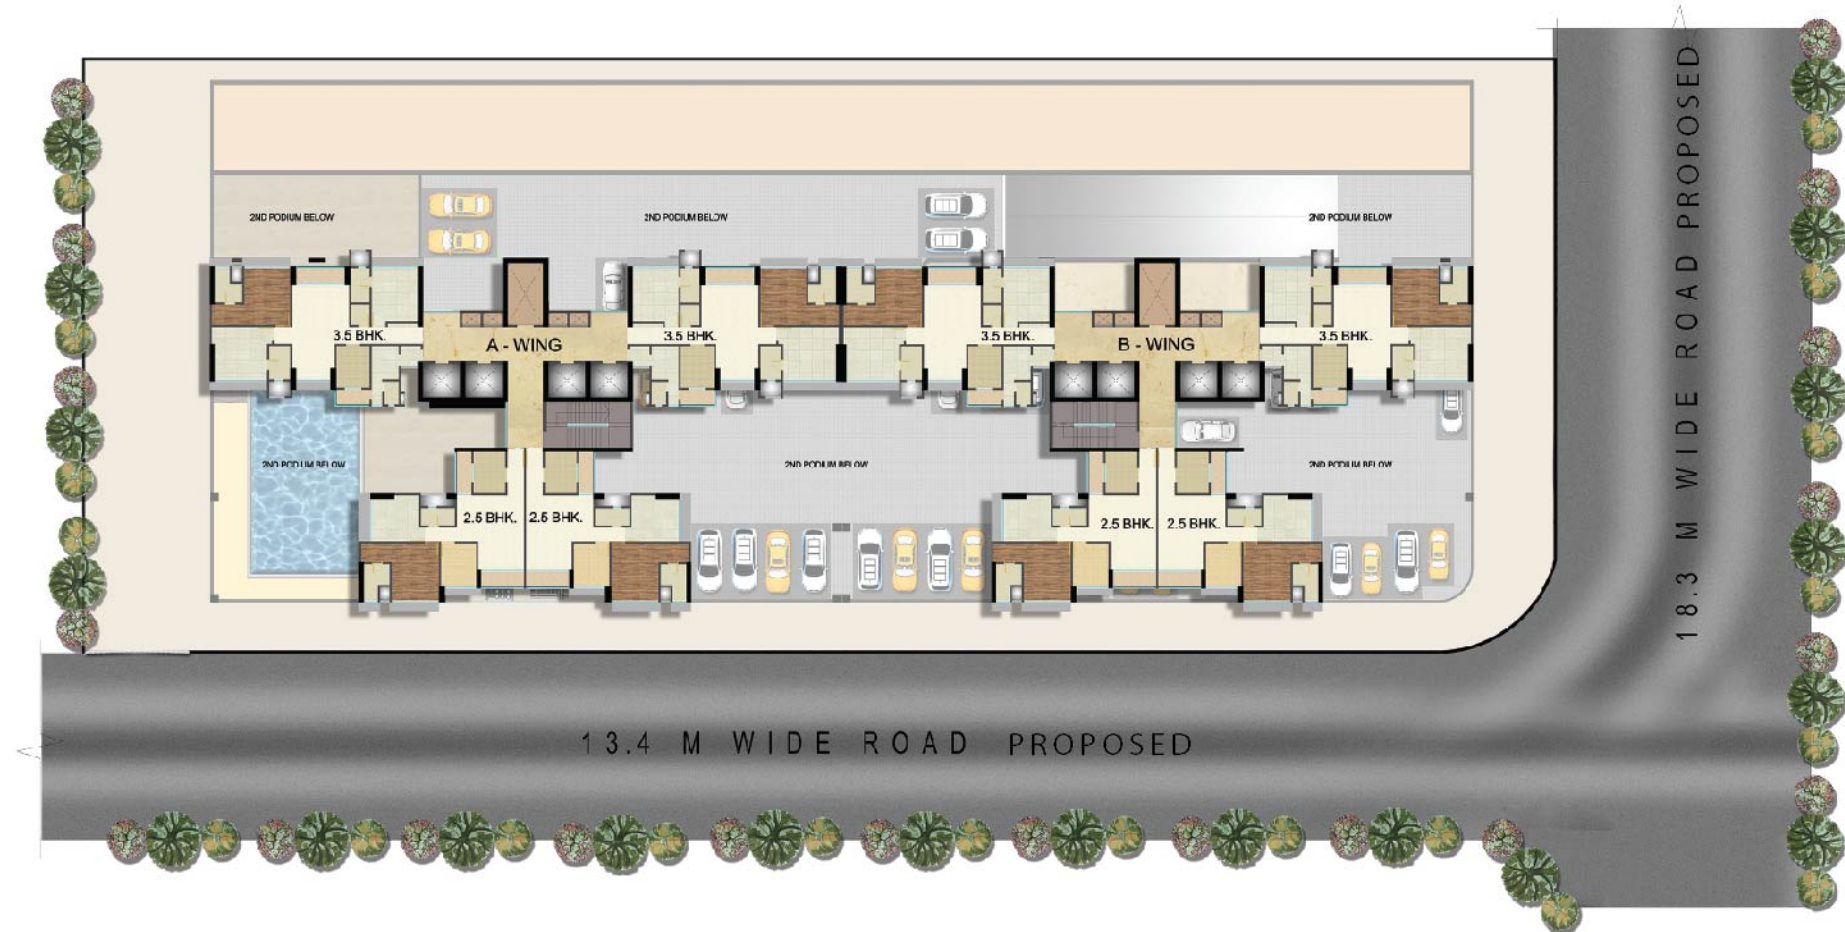 2ND PODIUM BELOW
2ND PODIUM BELOW
2ND PODIUM BELOW
3.5 BHK.
A - WING
3.5 BHK.
3.5 BHK.
B - WING
3.5 BHK.
2ND PODIUM BELOW
2ND PODIUM BELOW
2ND PODIUM BELOW
2.5 BHK.
2.5 BHK.
2.5 BHK.
2.5 BHK.
13.4 M WIDE ROAD PROPOSED
18.3 M WIDE ROAD PROPOSED